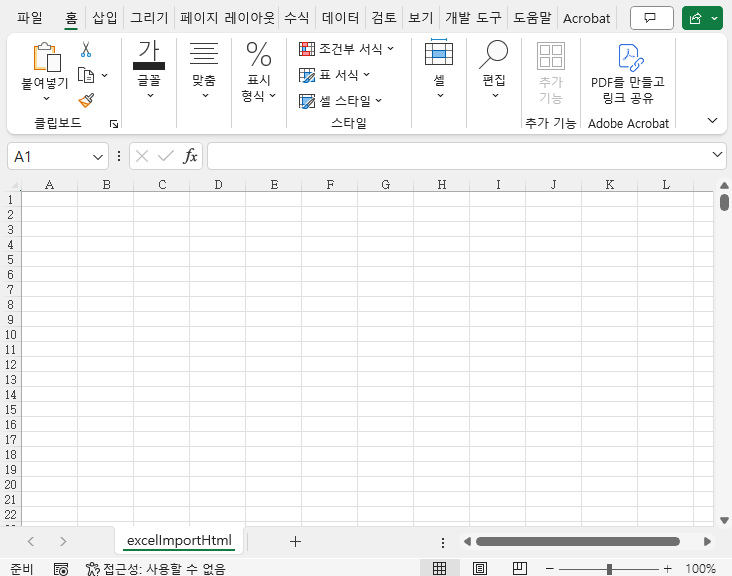 파일 홈 삽입 그리기 페이지 레이아웃 수식 데이터 검토 보기 개발 도구 도움말 Acrobat
붙여넣기
클립보드
가
글꼴
맞춤
%
표시
형식
조건부 서식
표 서식
셀 스타일
스타일
셀
편집
추가
기능
추가 기능
PDF를 만들고
링크 공유
Adobe Acrobat
A1
fx
A B C D E F G H I J K L
1
2
3
4
5
6
7
8
9
10
11
12
13
14
15
16
17
18
19
20
21
22
excelImportHtml
준비 접근성: 사용할 수 없음 100%